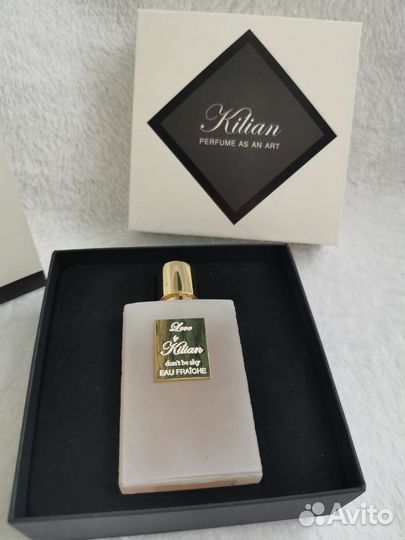 Kilian
PERFUME AS AN ART
Love
by
Kilian
don't be shy
EAU FRAÎCHE
Avito